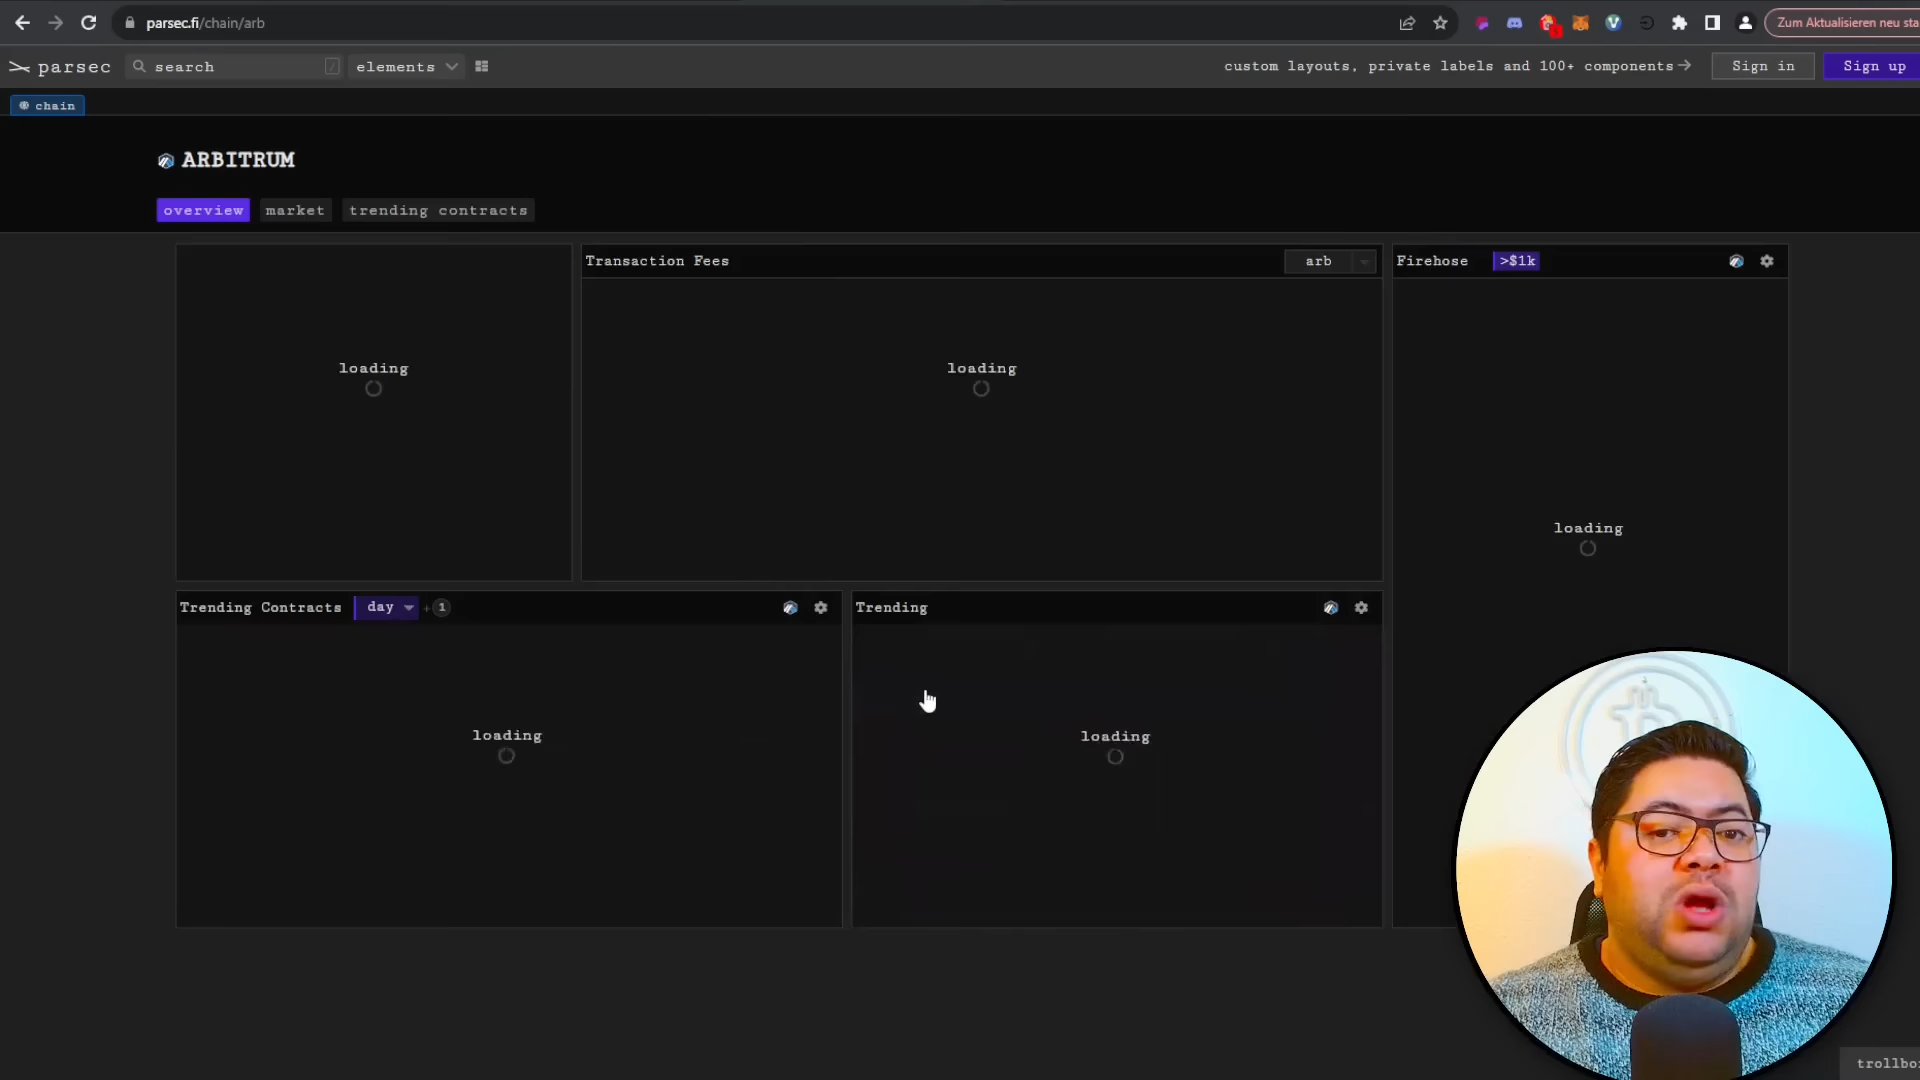 parsec.fi/chain/arb
Zum Aktualisieren neu sta
parsec
search
/
elements
custom layouts, private labels and 100+ components→
Sign in
Sign up
chain
ARBITRUM
overview
market
trending contracts
loading
Transaction Fees
arb
loading
Firehose
>$1k
loading
Trending Contracts
day
+ 1
loading
Trending
loading
trollbo